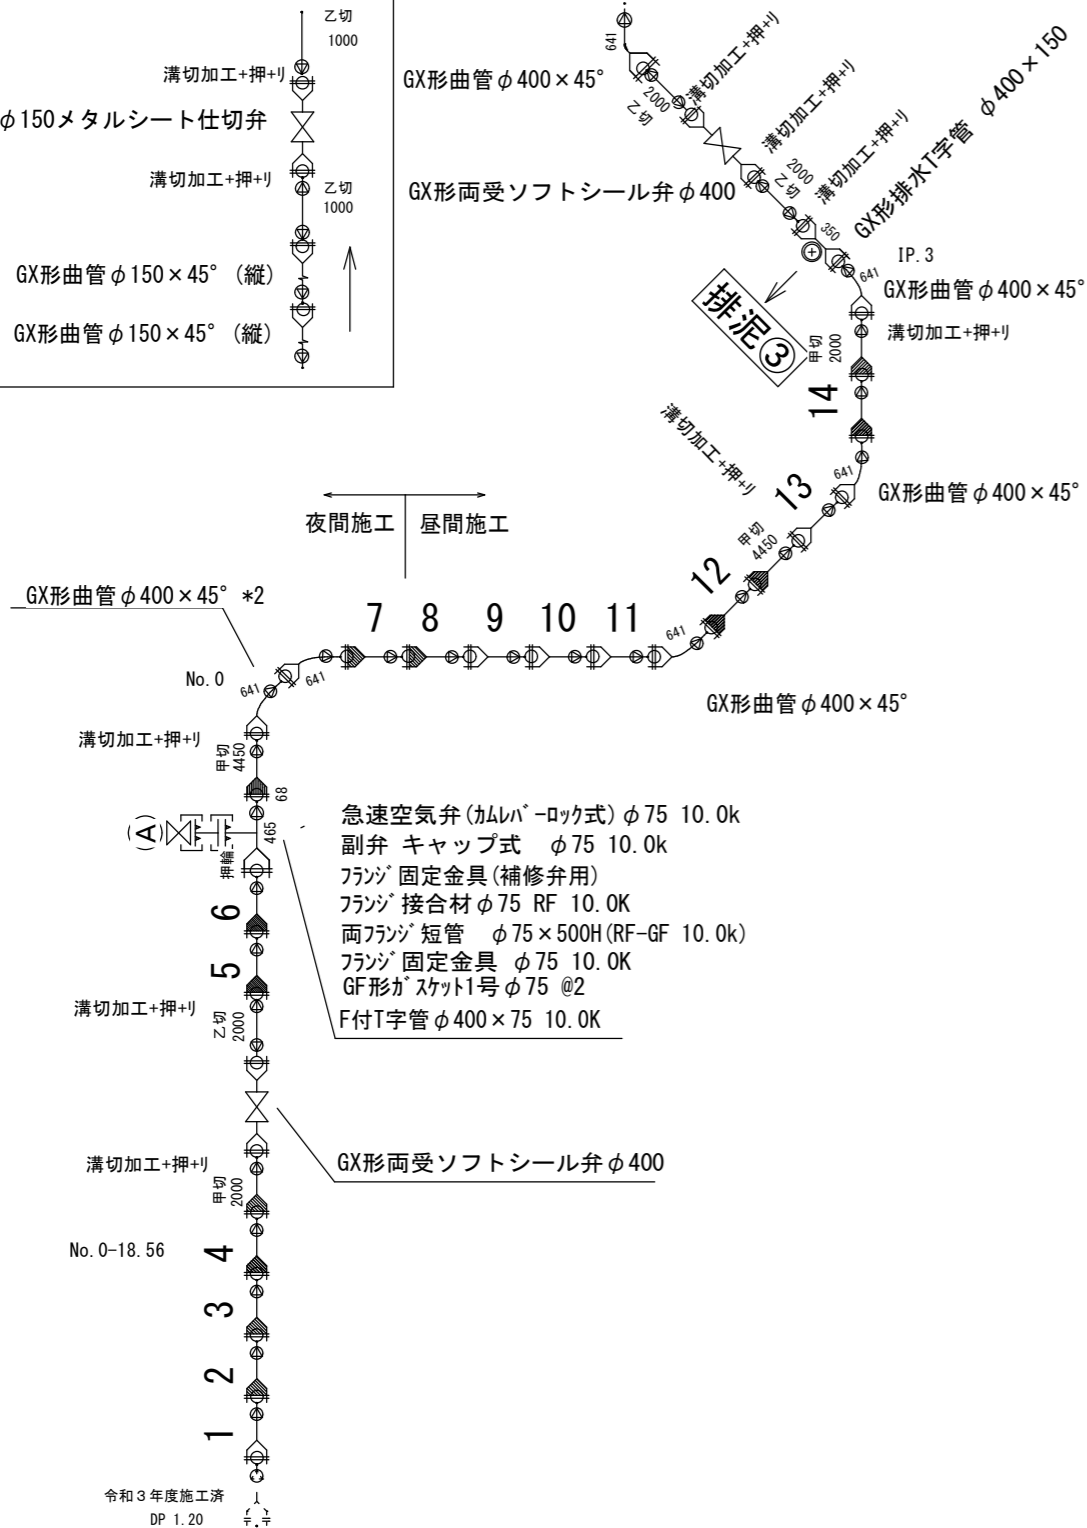 乙切
1000
溝切加工+押+ﾘ
φ150メタルシート仕切弁
溝切加工+押+ﾘ
乙切
1000
GX形曲管φ150×45° (縦)
GX形曲管φ150×45° (縦)
641
GX形曲管φ400×45°
2000
乙切
溝切加工+押+ﾘ
溝切加工+押+ﾘ
GX形両受ソフトシール弁φ400
2000
乙切
溝切加工+押+ﾘ
350
GX形排水T字管 φ400×150
IP.3
641
GX形曲管φ400×45°
排泥③
溝切加工+押+ﾘ
甲切
2000
14
641
GX形曲管φ400×45°
溝切加工+押+ﾘ
13
甲切
4450
12
夜間施工
昼間施工
GX形曲管φ400×45° *2
7
8
9
10
11
641
GX形曲管φ400×45°
No.0
641
641
溝切加工+押+ﾘ
甲切
4450
68
465
(A)
押輪
急速空気弁(ｶﾑﾚﾊﾞｰﾛｯｸ式)φ75 10.0k
副弁 キャップ式 φ75 10.0k
ﾌﾗﾝｼﾞ固定金具(補修弁用)
ﾌﾗﾝｼﾞ接合材φ75 RF 10.0K
両ﾌﾗﾝｼﾞ短管 φ75×500H(RF-GF 10.0k)
ﾌﾗﾝｼﾞ固定金具 φ75 10.0K
GF形ｶﾞｽｹｯﾄ1号φ75 @2
F付T字管φ400×75 10.0K
6
5
溝切加工+押+ﾘ
乙切
2000
GX形両受ソフトシール弁φ400
溝切加工+押+ﾘ
甲切
2000
No.0-18.56
4
3
2
1
令和３年度施工済
DP 1.20